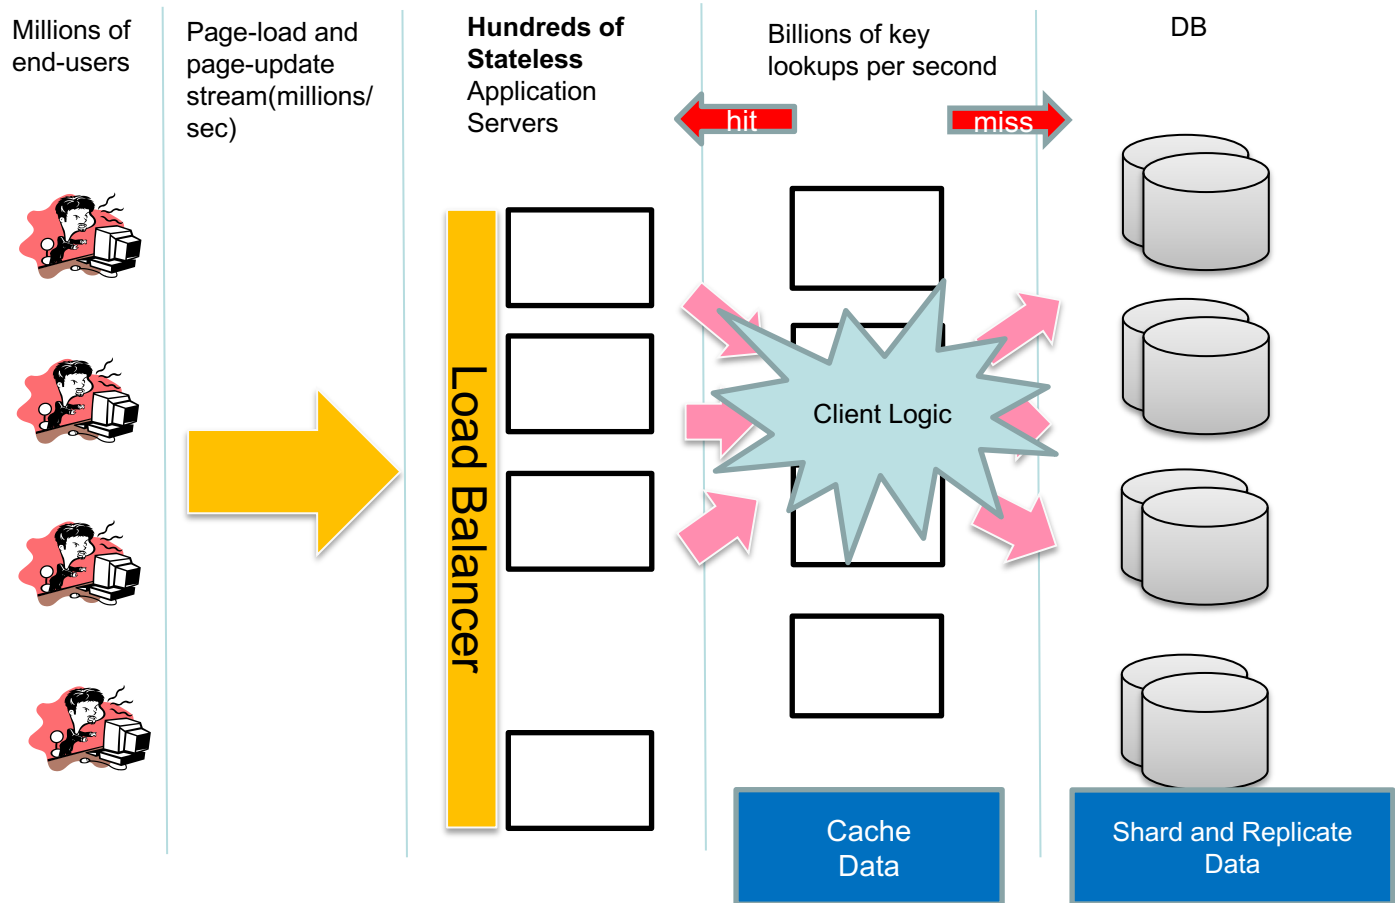 Millions of
end-users
Page-load and
page-update
stream(millions/
sec)
Hundreds of
Stateless
Application
Servers
Billions of key
lookups per second
DB
hit
miss
Load Balancer
Client Logic
Cache
Data
Shard and Replicate
Data